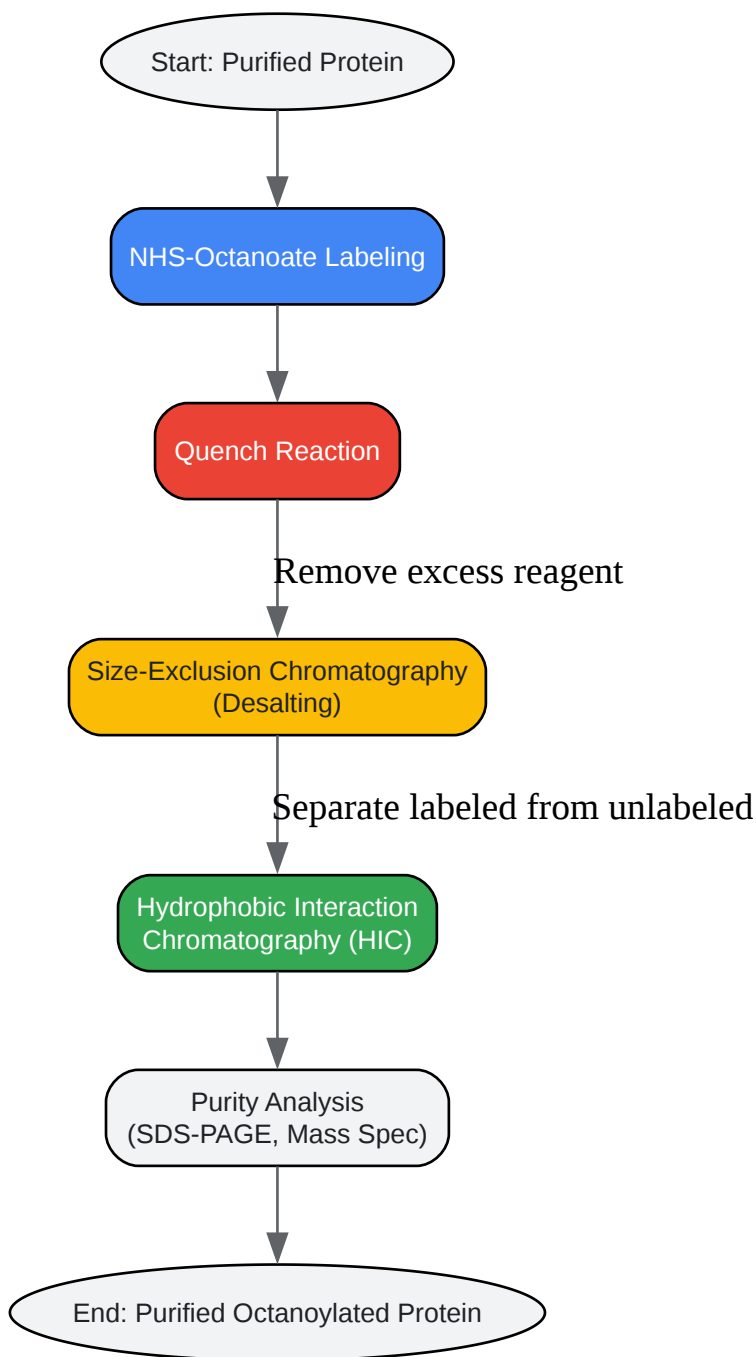 Start: Purified Protein
NHS-Octanoate Labeling
Quench Reaction
Remove excess reagent
Size-Exclusion Chromatography
(Desalting)
Separate labeled from unlabeled
Hydrophobic Interaction
Chromatography (HIC)
Purity Analysis
(SDS-PAGE, Mass Spec)
End: Purified Octanoylated Protein